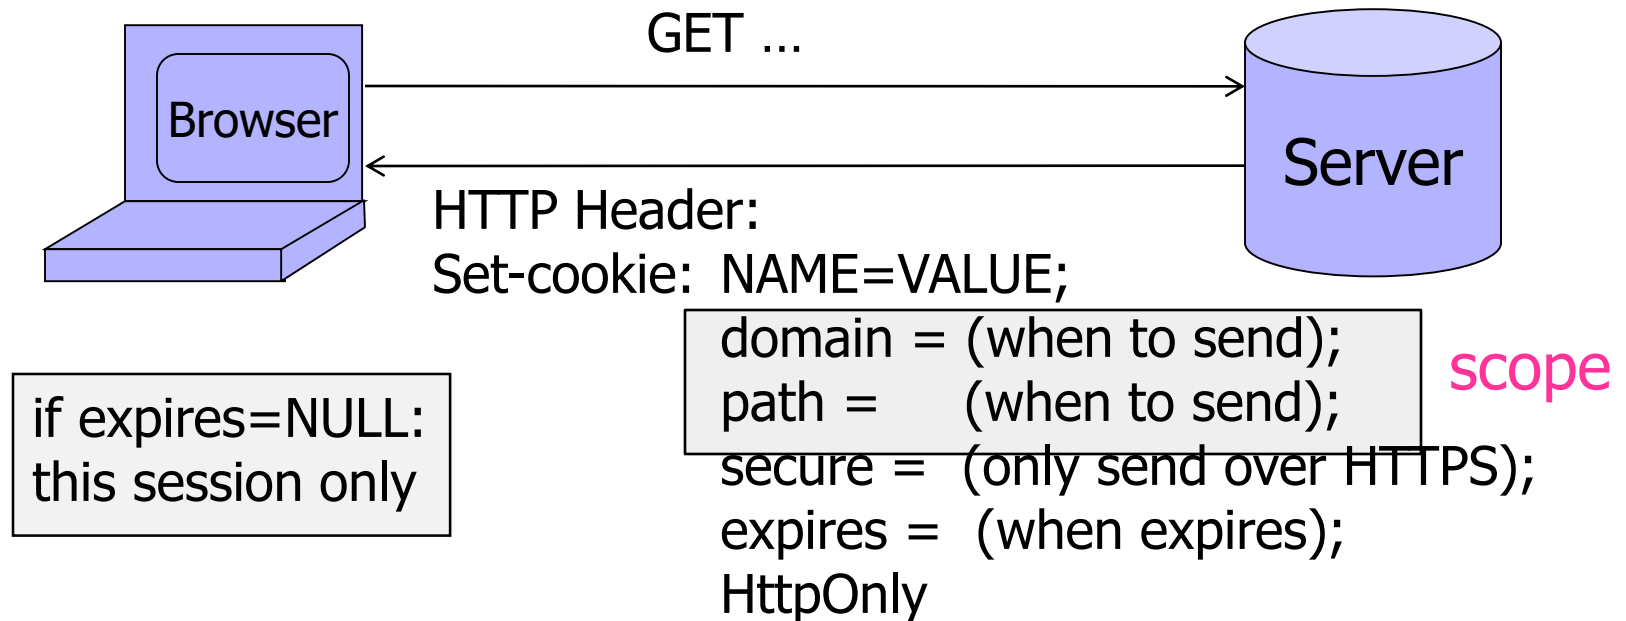 GET ...
Browser
Server
HTTP Header:
Set-cookie: NAME=VALUE;
domain = (when to send);
path = (when to send);
scope
secure = (only send over HTTPS);
expires = (when expires);
HttpOnly
if expires=NULL:
this session only